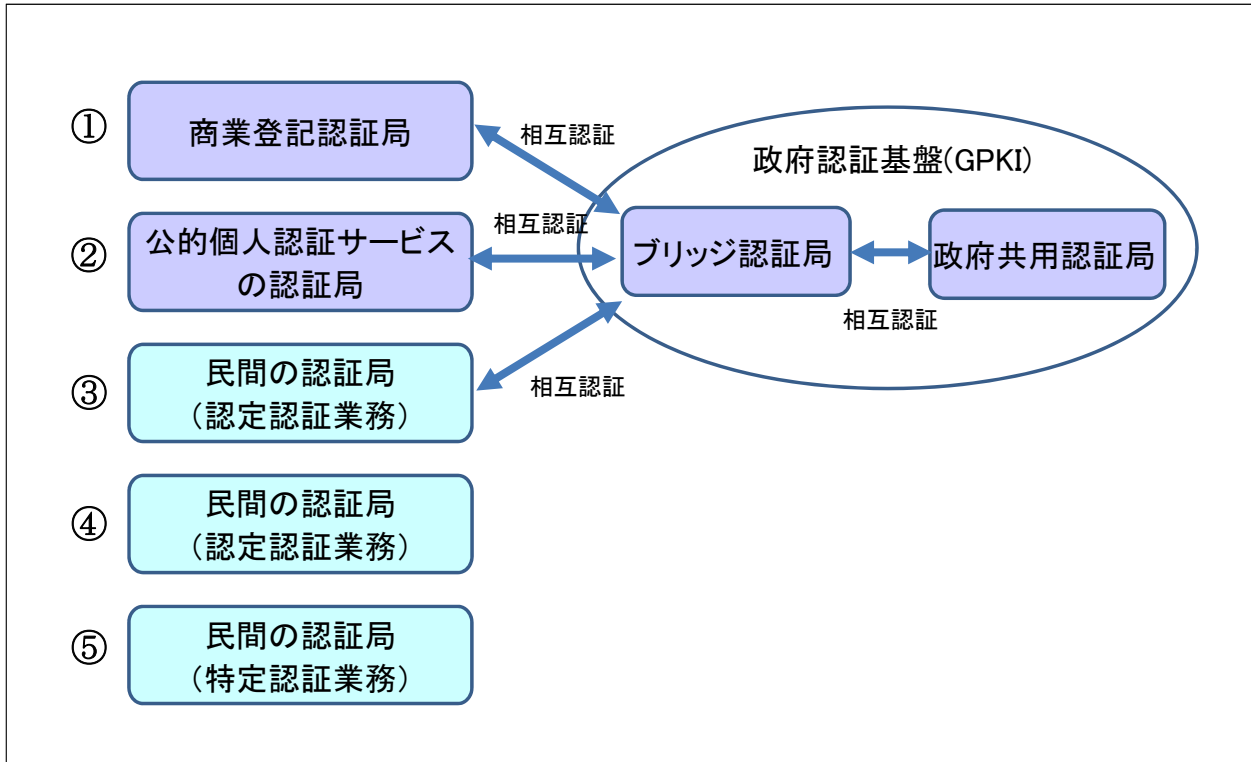 ①
商業登記認証局
相互認証
政府認証基盤(GPKI)
②
公的個人認証サービス
の認証局
相互認証
ブリッジ認証局
政府共用認証局
相互認証
③
民間の認証局
（認定認証業務）
相互認証
④
民間の認証局
（認定認証業務）
⑤
民間の認証局
（特定認証業務）